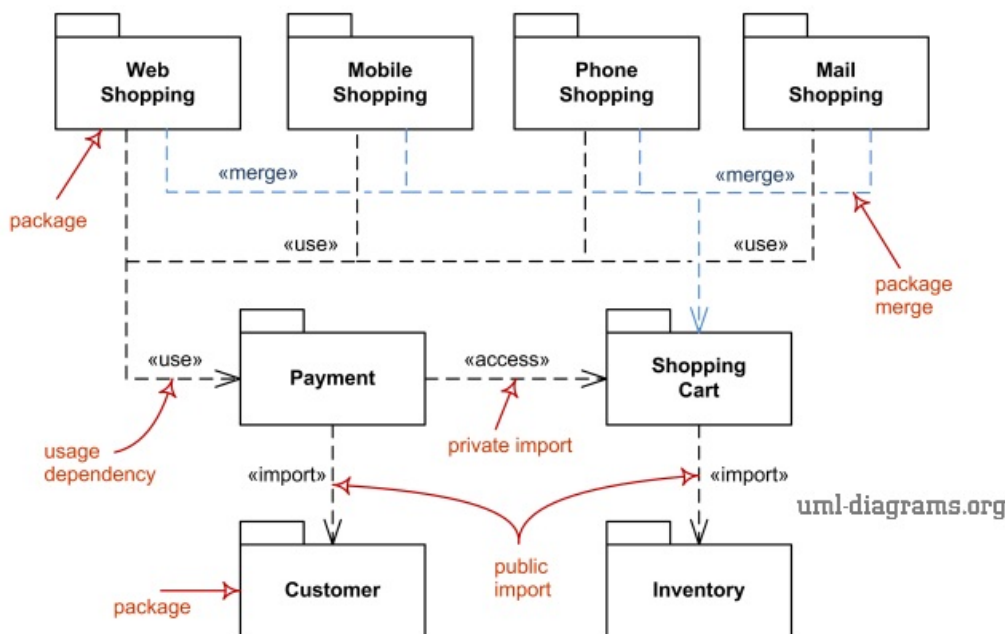 Web
Shopping
Mobile
Shopping
Phone
Shopping
Mail
Shopping
«merge»
«merge»
package
«use»
«use»
package
merge
«use»
Payment
«access»
Shopping
Cart
usage
dependency
private import
«import»
«import»
uml-diagrams.org
public
import
package
Customer
Inventory